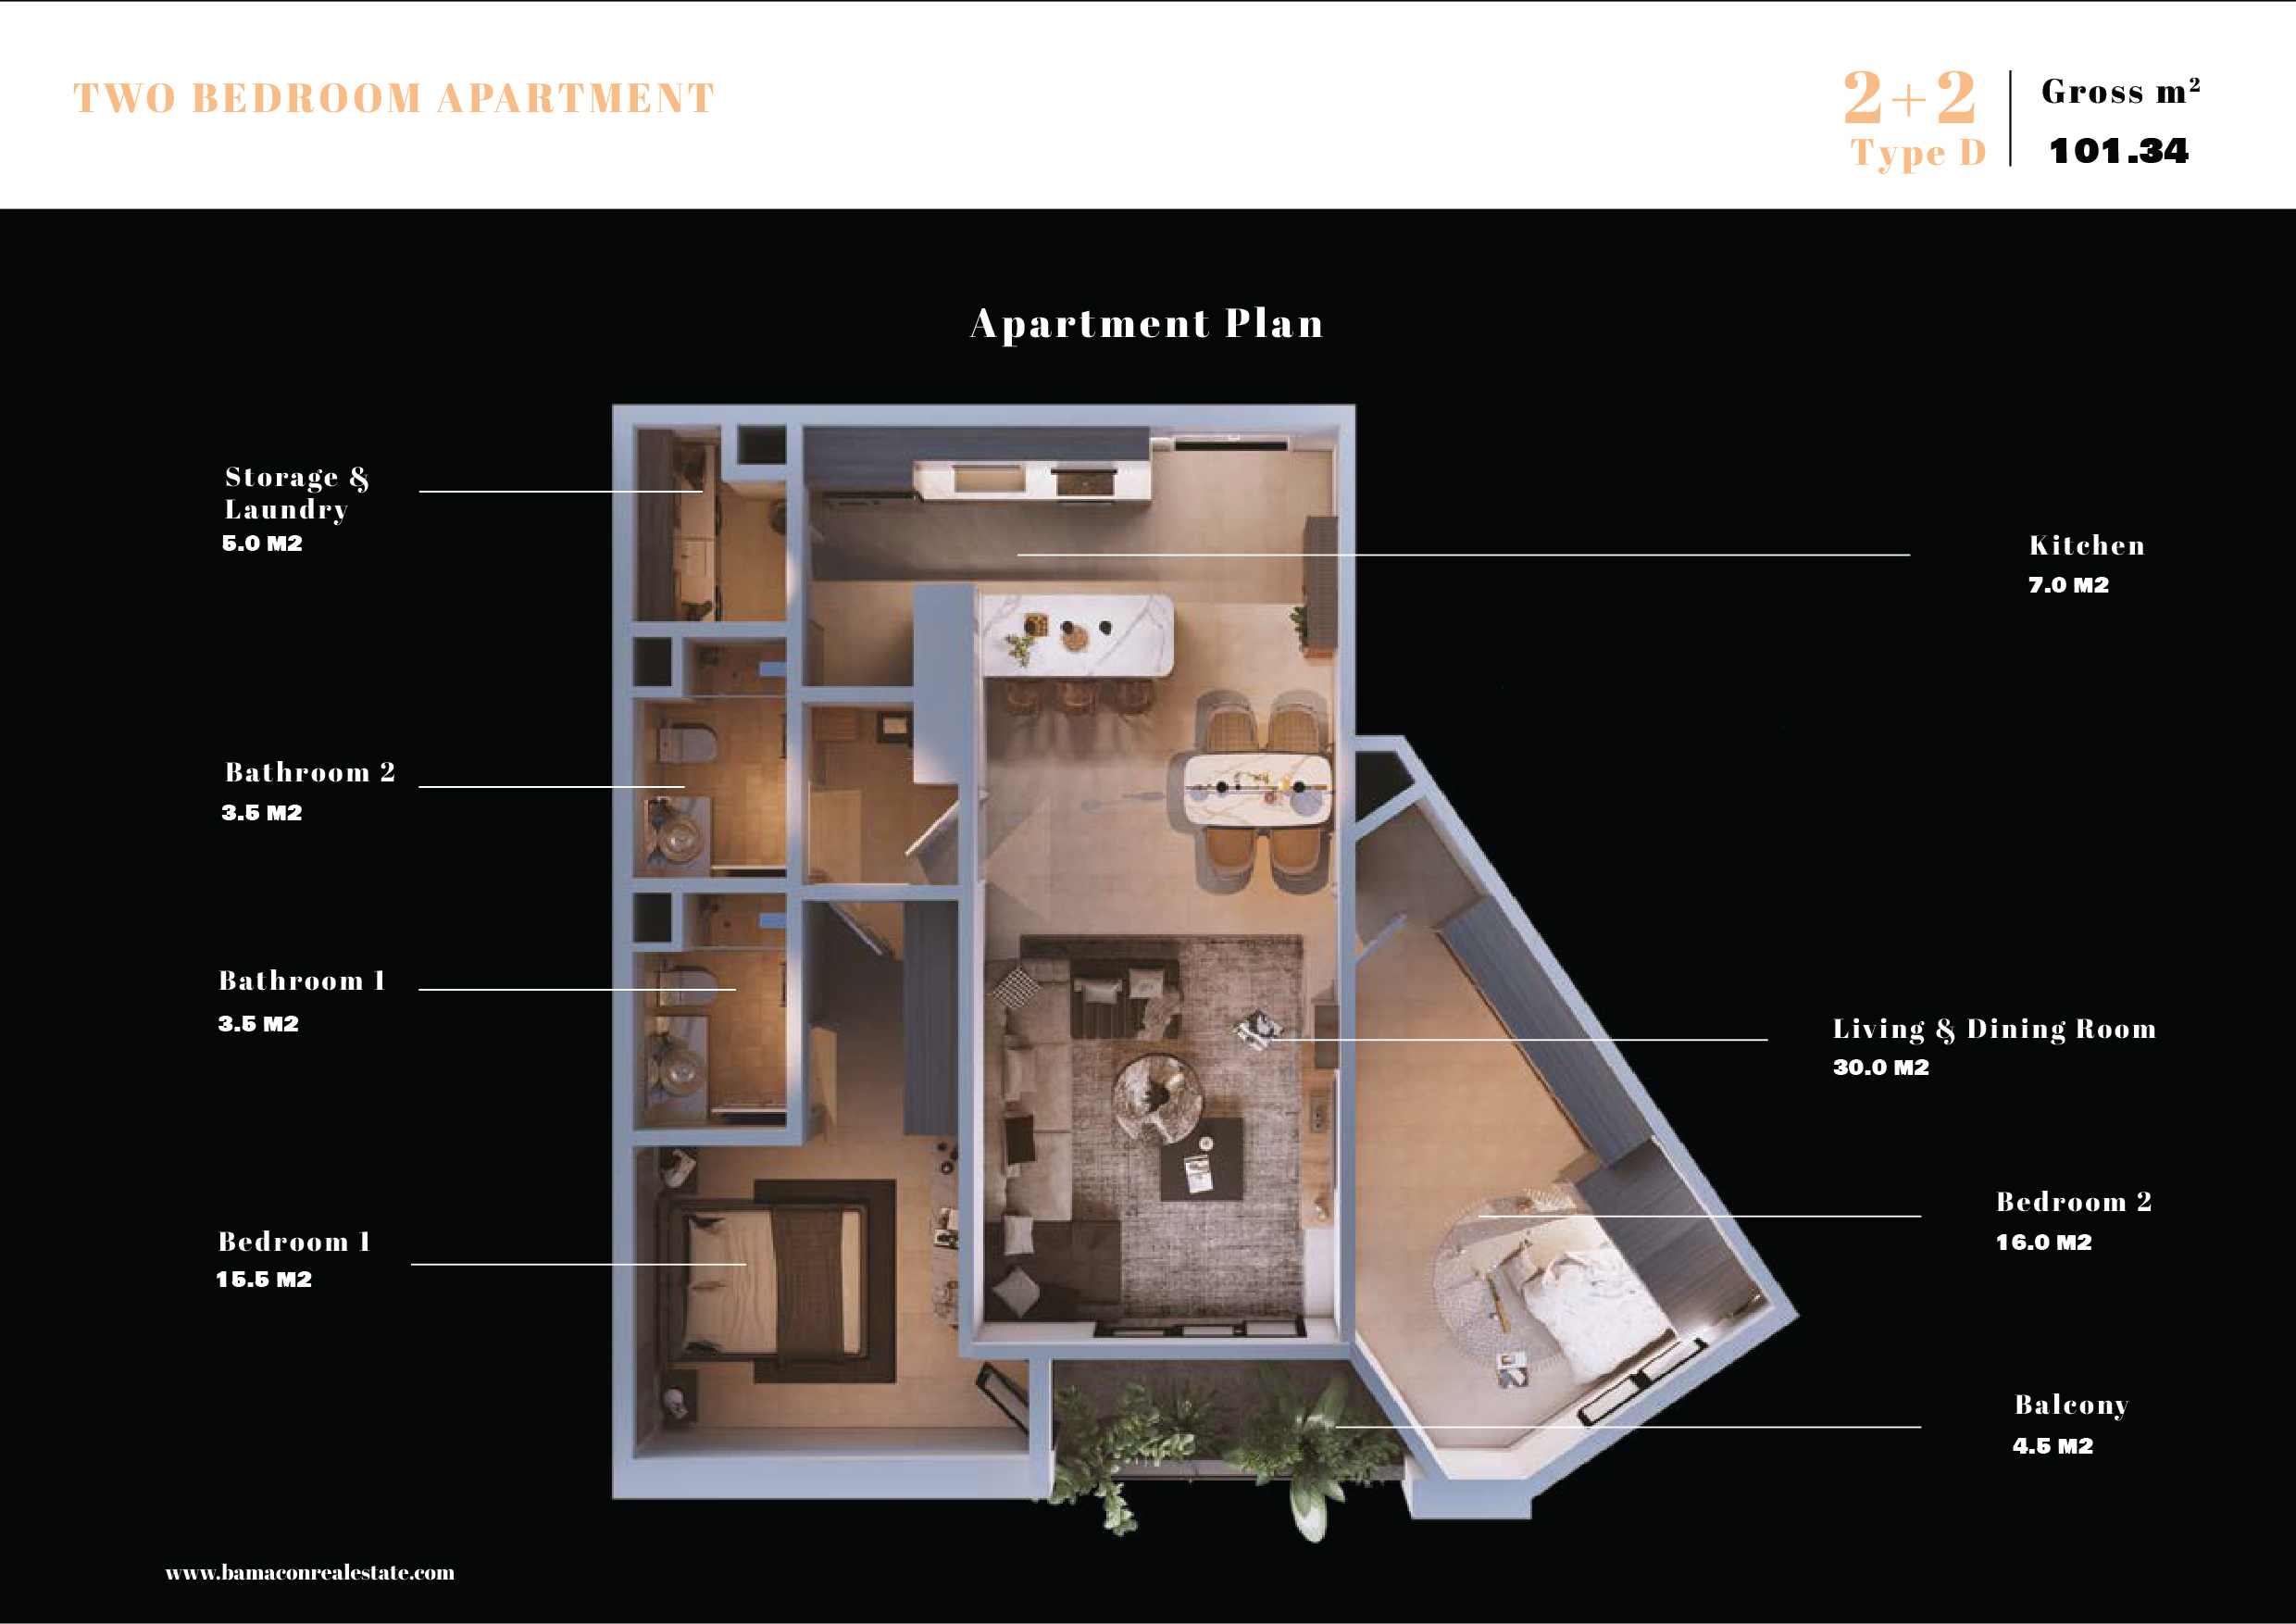 TWO BEDROOM APARTMENT
2+2
Type D
Gross m²
101.34
Apartment Plan
Storage &
Laundry
5.0 M2
Kitchen
7.0 M2
Bathroom 2
3.5 M2
Bathroom 1
3.5 M2
Living & Dining Room
30.0 M2
Bedroom 2
16.0 M2
Bedroom 1
15.5 M2
Balcony
4.5 M2
www.bamaconrealestate.com